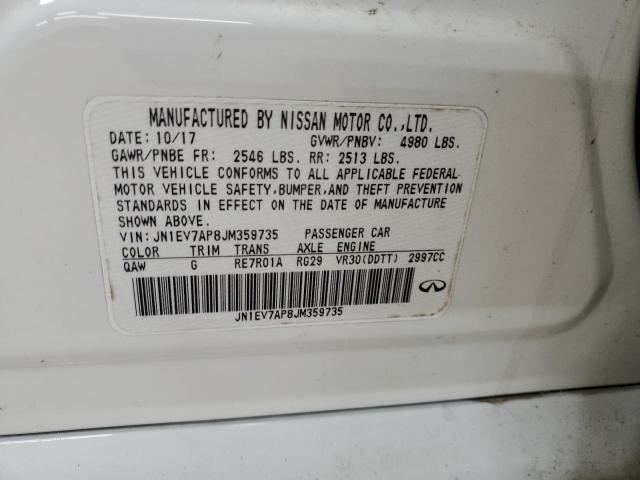 MANUFACTURED BY NISSAN MOTOR CO.,LTD.
DATE: 10/17 GVWR/PNBV: 4980 LBS.
GAWR/PNBE FR: 2546 LBS. RR: 2513 LBS.
THIS VEHICLE CONFORMS TO ALL APPLICABLE FEDERAL
MOTOR VEHICLE SAFETY,BUMPER,AND THEFT PREVENTION
STANDARDS IN EFFECT ON THE DATE OF MANUFACTURE
SHOWN ABOVE.
VIN: JN1EV7AP8JM359735 PASSENGER CAR
COLOR TRIM TRANS AXLE ENGINE
QAW G RE7R01A RG29 VR30(DDTT) 2997CC
JN1EV7AP8JM359735